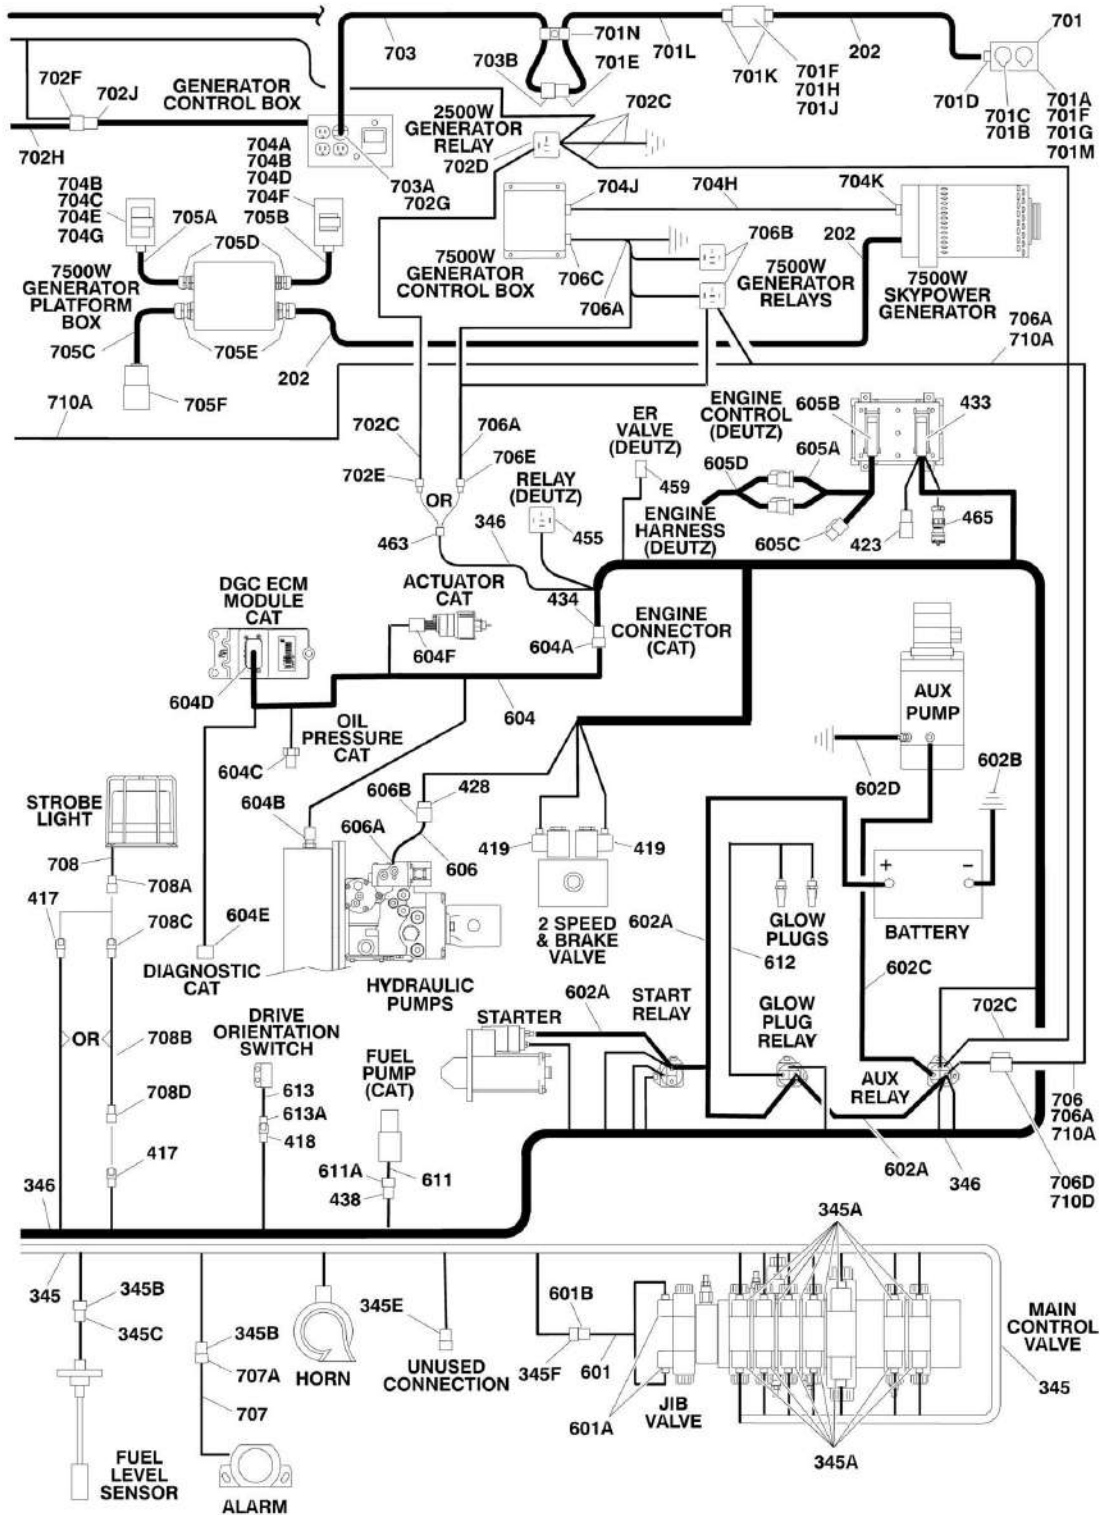 703
701N
701L
701K
701F
701H
701J
202
701
701D
701C
701B
701A
701F
701G
701M
702F
702J
702H
GENERATOR
CONTROL BOX
703B
701E
702C
2500W
GENERATOR
RELAY
702D
704A
704B
704D
704F
703A
702G
704B
704C
704E
704G
705A
705B
705D
704J
704H
704K
706B
202
7500W
GENERATOR
PLATFORM
BOX
7500W
GENERATOR
CONTROL BOX
706C
706A
7500W
GENERATOR
RELAYS
7500W
SKYPOWER
GENERATOR
705C
705E
202
706A
710A
710A
705F
702C
706A
702E
706E
OR
463
346
RELAY
(DEUTZ)
455
ER
VALVE
(DEUTZ)
459
ENGINE
CONTROL
(DEUTZ)
605B
433
605D
605A
ENGINE
HARNESS
(DEUTZ)
605C
423
465
DGC ECM
MODULE
CAT
ACTUATOR
CAT
434
ENGINE
CONNECTOR
(CAT)
604A
604F
604D
604
OIL
PRESSURE
CAT
604C
AUX
PUMP
602D
602B
STROBE
LIGHT
604B
606B
428
606A
606
419
419
708
708A
417
708C
604E
DIAGNOSTIC
CAT
HYDRAULIC
PUMPS
2 SPEED
& BRAKE
VALVE
602A
612
GLOW
PLUGS
+
–
BATTERY
602C
702C
OR
708B
DRIVE
ORIENTATION
SWITCH
STARTER
602A
START
RELAY
GLOW
PLUG
RELAY
AUX
RELAY
FUEL
PUMP
(CAT)
708D
613
613A
418
417
611A
611
438
602A
346
706
706A
710A
706D
710D
346
345
345B
345C
345B
707A
707
HORN
345E
UNUSED
CONNECTION
601B
345F
601
601A
JIB
VALVE
345A
MAIN
CONTROL
VALVE
345
345A
FUEL
LEVEL
SENSOR
ALARM